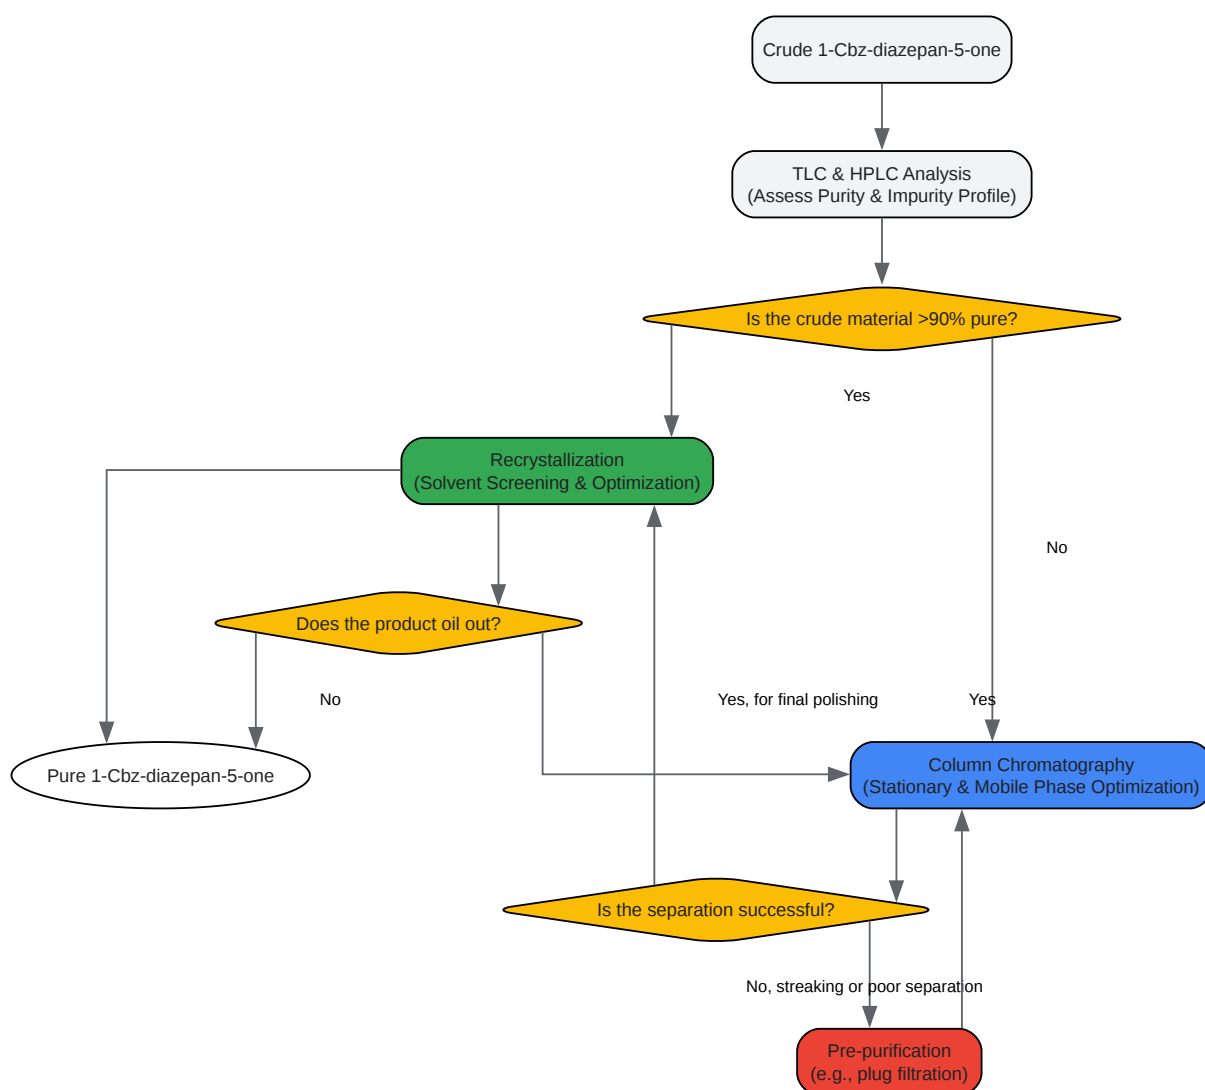 Crude 1-Cbz-diazepan-5-one
TLC & HPLC Analysis
(Assess Purity & Impurity Profile)
Is the crude material >90% pure?
Yes
Recrystallization
(Solvent Screening & Optimization)
No
Does the product oil out?
No
Yes, for final polishing
Yes
Pure 1-Cbz-diazepan-5-one
Column Chromatography
(Stationary & Mobile Phase Optimization)
Is the separation successful?
No, streaking or poor separation
Pre-purification
(e.g., plug filtration)